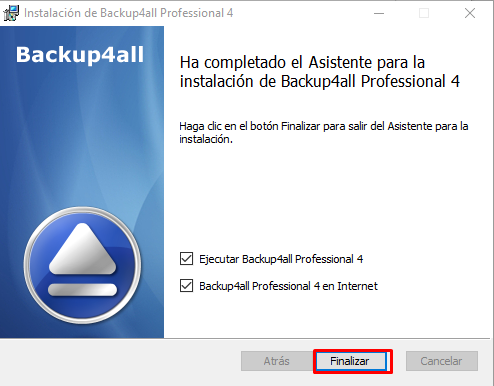 Instalación de Backup4all Professional 4
Backup4all
Ha completado el Asistente para la
instalación de Backup4all Professional 4
Haga clic en el botón Finalizar para salir del Asistente para la
instalación.
Ejecutar Backup4all Professional 4
Backup4all Professional 4 en Internet
Atrás
Finalizar
Cancelar